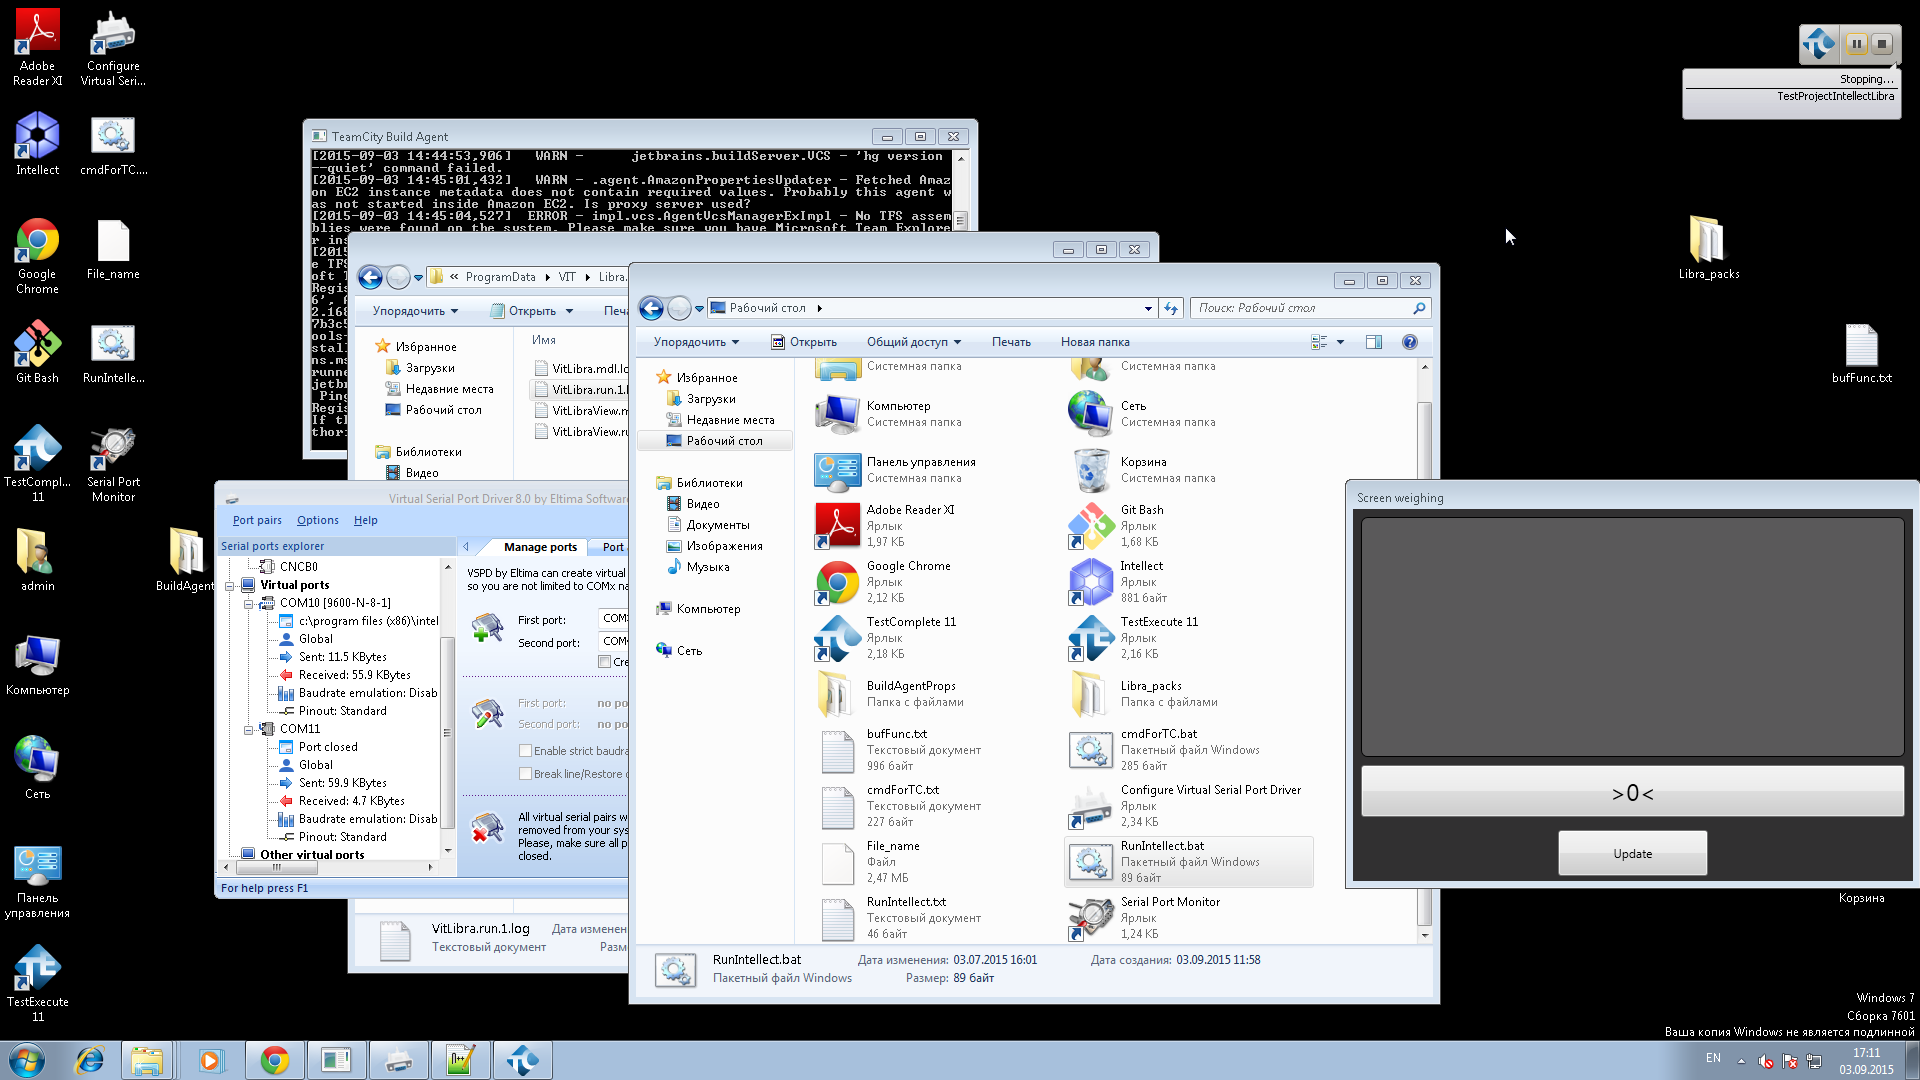 Adobe
Reader XI
Configure
Virtual Seri...
Intellect
cmdForTC....
Google
Chrome
File_name
Git Bash
RunIntelle...
TestCompl...
11
Serial Port
Monitor
admin
BuildAgent
Компьютер
Сеть
Панель
управления
TestExecute
11
Stopping...
TestProjectIntellectLibra
Libra_packs
bufFunc.txt
Корзина
TeamCity Build Agent
[2015-09-03 14:44:53,906]   WARN -      jetbrains.buildServer.VCS - 'hg version
--quiet' command failed.
[2015-09-03 14:45:01,432]   WARN - .agent.AmazonPropertiesUpdater - Fetched Amaz
on EC2 instance metadata does not contain required values. Probably this agent w
as not started inside Amazon EC2. Is proxy server used?
[2015-09-03 14:45:04,527]  ERROR - impl.vcs.AgentVcsManagerExImpl - No TFS assem
blies were found on the system. Please make sure you have Microsoft Team Explore
r ins
[2015
e TFS
oft T
Regis
6', A
2.168
7b3c5
ools-
stall
ns.ms
runne
jetbr
Ping
Regis
If th
thori
« ProgramData ▸ VIT ▸ Libra.
Упорядочить
Открыть
Печа
Избранное
Загрузки
Недавние места
Рабочий стол
Библиотеки
Видео
Имя
VitLibra.mdl.lo
VitLibra.run.1.l
VitLibraView.m
VitLibraView.ru
VitLibra.run.1.log
Дата изменен
Текстовый документ
Разм
Virtual Serial Port Driver 8.0 by Eltima Software
Port pairs
Options
Help
Serial ports explorer
CNCB0
Virtual ports
COM10 [9600-N-8-1]
c:\program files (x86)\intel
Global
Sent: 11.5 KBytes
Received: 55.9 KBytes
Baudrate emulation: Disab
Pinout: Standard
COM11
Port closed
Global
Sent: 59.9 KBytes
Received: 4.7 KBytes
Baudrate emulation: Disab
Pinout: Standard
Other virtual ports
For help press F1
Manage ports
Port
VSPD by Eltima can create virtual
so you are not limited to COMx na
First port:
COM
Second port:
COM
Cre
First port:
no po
Second port:
no po
Enable strict baudra
Break line/Restore c
All virtual serial pairs w
removed from your sys
Please, make sure all p
closed.
Рабочий стол ▸
Поиск: Рабочий стол
Упорядочить
Открыть
Общий доступ
Печать
Новая папка
Избранное
Загрузки
Недавние места
Рабочий стол
Библиотеки
Видео
Документы
Изображения
Музыка
Компьютер
Сеть
Системная папка
Системная папка
Компьютер
Системная папка
Сеть
Системная папка
Панель управления
Системная папка
Корзина
Системная папка
Adobe Reader XI
Ярлык
1,97 КБ
Git Bash
Ярлык
1,68 КБ
Google Chrome
Ярлык
2,12 КБ
Intellect
Ярлык
881 байт
TestComplete 11
Ярлык
2,18 КБ
TestExecute 11
Ярлык
2,16 КБ
BuildAgentProps
Папка с файлами
Libra_packs
Папка с файлами
bufFunc.txt
Текстовый документ
996 байт
cmdForTC.bat
Пакетный файл Windows
285 байт
cmdForTC.txt
Текстовый документ
227 байт
Configure Virtual Serial Port Driver
Ярлык
2,34 КБ
File_name
Файл
2,47 МБ
RunIntellect.bat
Пакетный файл Windows
89 байт
RunIntellect.txt
Текстовый документ
46 байт
Serial Port Monitor
Ярлык
1,24 КБ
RunIntellect.bat
Дата изменения: 03.07.2015 16:01
Дата создания: 03.09.2015 11:58
Пакетный файл Windows
Размер: 89 байт
Screen weighing
>0<
Update
Windows 7
Сборка 7601
Ваша копия Windows не является подлинной
EN
17:11
03.09.2015